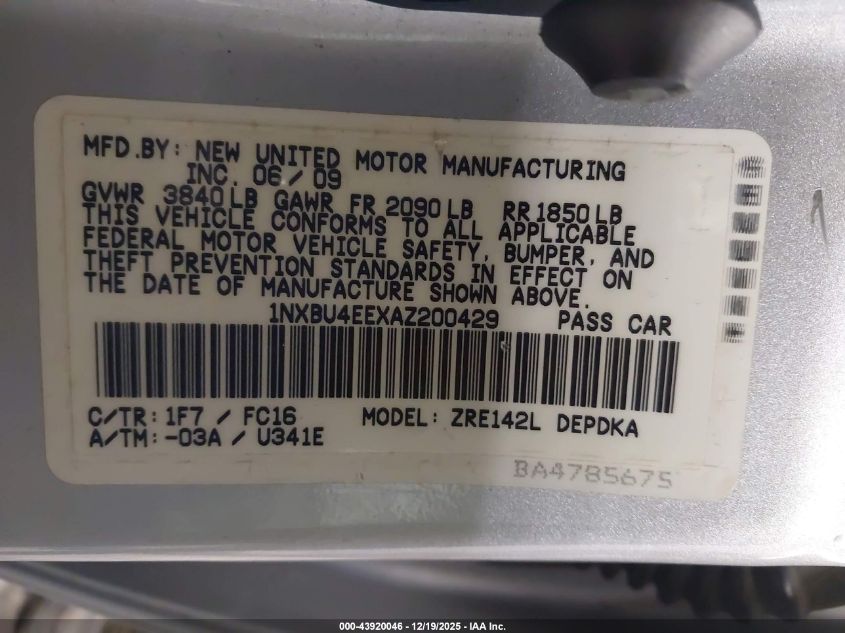 MFD.BY: NEW UNITED MOTOR MANUFACTURING
INC. 06/09
GVWR 3840LB GAWR FR 2090LB RR1850LB
THIS VEHICLE CONFORMS TO ALL APPLICABLE
FEDERAL MOTOR VEHICLE SAFETY, BUMPER, AND
THEFT PREVENTION STANDARDS IN EFFECT ON
THE DATE OF MANUFACTURE SHOWN ABOVE.
1NXBU4EEXAZ200429 PASS CAR
C/TR: 1F7 / FC16 MODEL: ZRE142L DEPDKA
A/TM: -03A / U341E
BA4785675
000-43920046 - 12/19/2025 - IAA Inc.